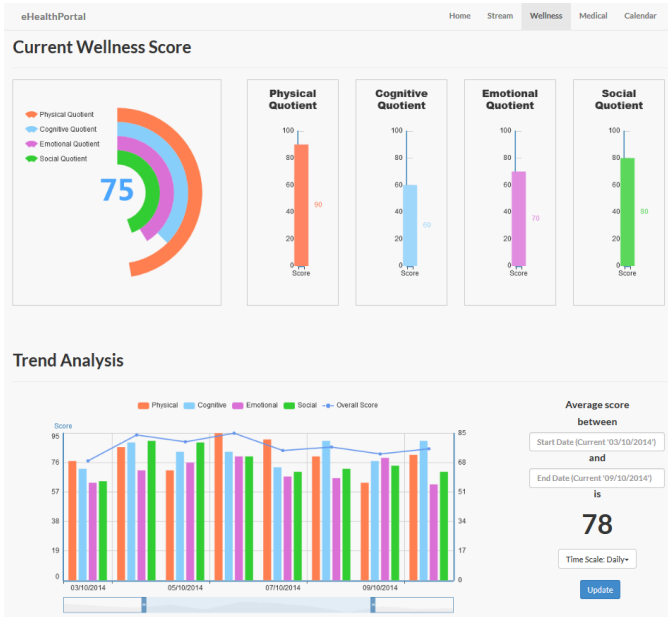 eHealthPortal
Home Stream Wellness Medical Calendar
Current Wellness Score
Physical Quotient
Cognitive Quotient
Emotional Quotient
Social Quotient
75
Physical
Quotient
100
80
60
40
20
0
90
Score
Cognitive
Quotient
100
80
60
40
20
0
60
Score
Emotional
Quotient
100
80
60
40
20
0
70
Score
Social
Quotient
100
80
60
40
20
0
80
Score
Trend Analysis
Physical Cognitive Emotional Social Overall Score
Score
95 85
76 68
57 51
38 34
19 17
0 0
03/10/2014 05/10/2014 07/10/2014 09/10/2014
Average score
between
Start Date (Current '03/10/2014')
and
End Date (Current '09/10/2014')
is
78
Time Scale: Daily
Update